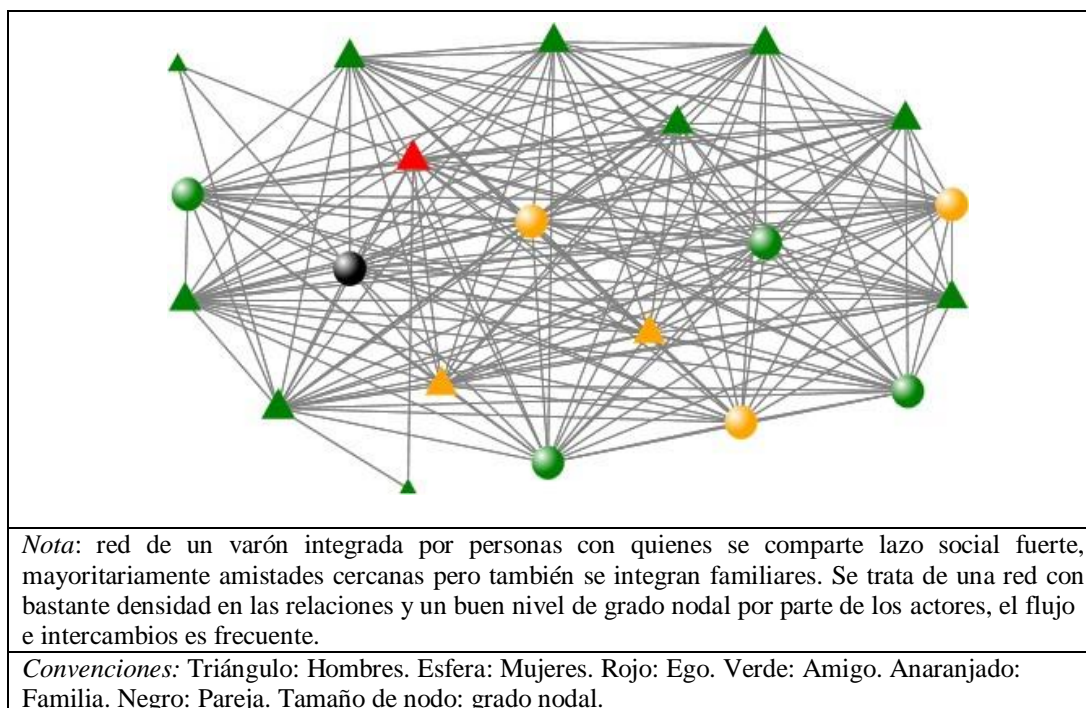 Nota: red de un varón integrada por personas con quienes se comparte lazo social fuerte,
mayoritariamente amistades cercanas pero también se integran familiares. Se trata de una red con
bastante densidad en las relaciones y un buen nivel de grado nodal por parte de los actores, el flujo
e intercambios es frecuente.
Convenciones: Triángulo: Hombres. Esfera: Mujeres. Rojo: Ego. Verde: Amigo. Anaranjado:
Familia. Negro: Pareja. Tamaño de nodo: grado nodal.